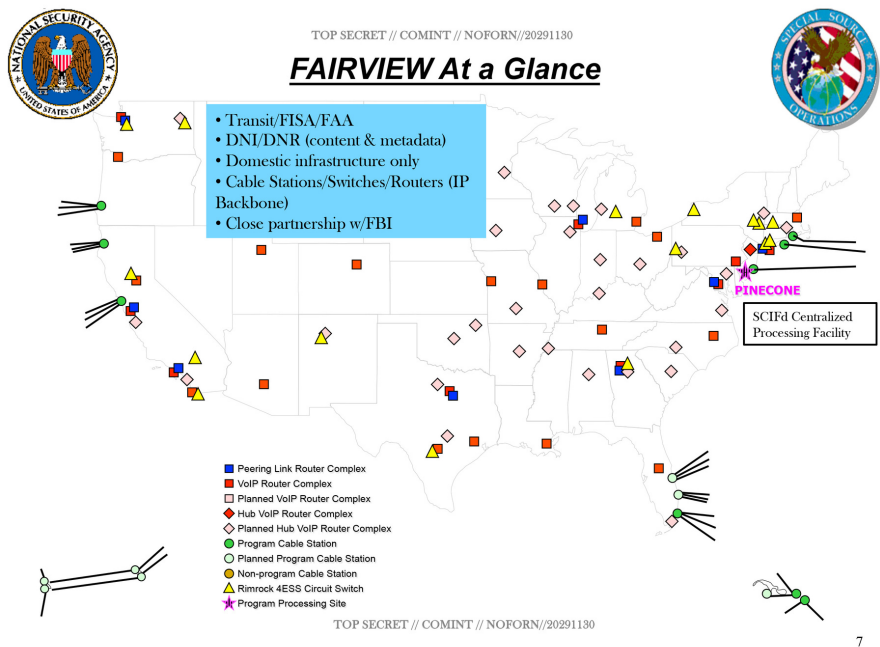 TOP SECRET // COMINT // NOFORN//20291130
NATIONAL SECURITY AGENCY
UNITED STATES OF AMERICA
SPECIAL SOURCE
OPERATIONS
FAIRVIEW At a Glance
• Transit/FISA/FAA
• DNI/DNR (content & metadata)
• Domestic infrastructure only
• Cable Stations/Switches/Routers (IP
Backbone)
• Close partnership w/FBI
PINECONE
SCIFd Centralized
Processing Facility
Peering Link Router Complex
VoIP Router Complex
Planned VoIP Router Complex
Hub VoIP Router Complex
Planned Hub VoIP Router Complex
Program Cable Station
Planned Program Cable Station
Non-program Cable Station
Rimrock 4ESS Circuit Switch
Program Processing Site
TOP SECRET // COMINT // NOFORN//20291130
7